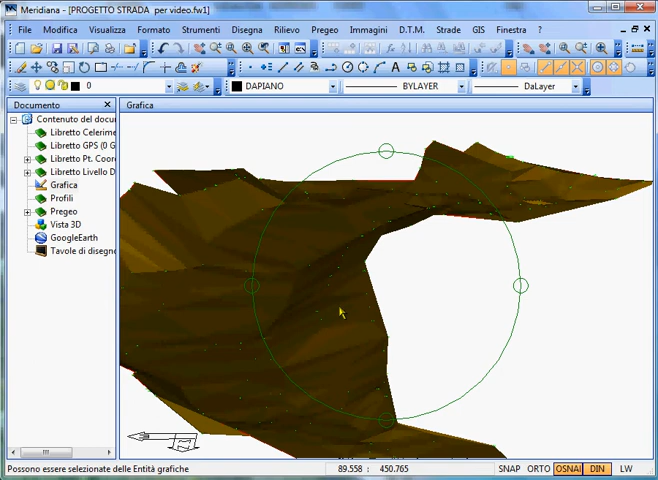 Meridiana - [PROGETTO STRADA per video.fw1]
File Modifica Visualizza Formato Strumenti Disegna Rilievo Pregeo Immagini D.T.M. Strade GIS Finestra ?
0 DAPIANO BYLAYER DaLayer
Documento
Grafica
Contenuto del docume
Libretto Celerime
Libretto GPS (0 G
Libretto Pt. Coor
Libretto Livello D
Grafica
Profili
Pregeo
Vista 3D
GoogleEarth
Tavole di disegno
Possono essere selezionate delle Entità grafiche 89.558 : 450.765 SNAP ORTO OSNAP DIN LW